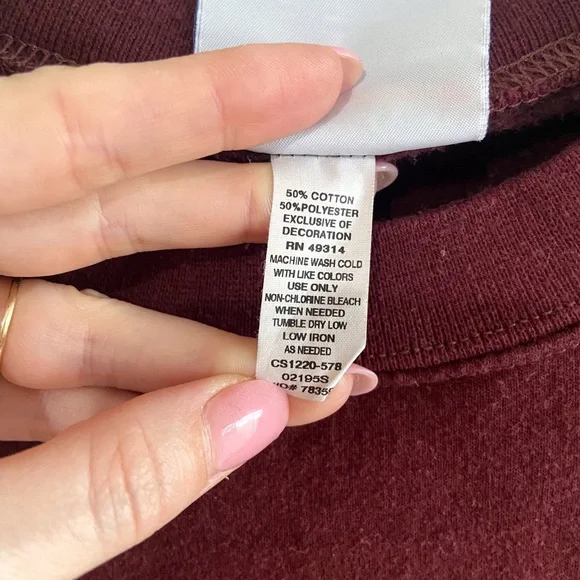 50% COTTON
50%POLYESTER
EXCLUSIVE OF
DECORATION
RN 49314
MACHINE WASH COLD
WITH LIKE COLORS
USE ONLY
NON-CHLORINE BLEACH
WHEN NEEDED
TUMBLE DRY LOW
LOW IRON
AS NEEDED
CS1220-578
02195S